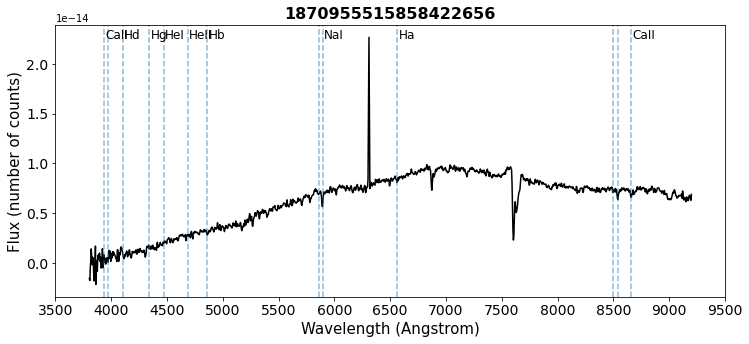 1870955515858422656
1e−14
CaII Hd Hg HeI HeII Hb NaI Ha CaII
2.0
1.5
1.0
0.5
0.0
Flux (number of counts)
3500 4000 4500 5000 5500 6000 6500 7000 7500 8000 8500 9000 9500
Wavelength (Angstrom)